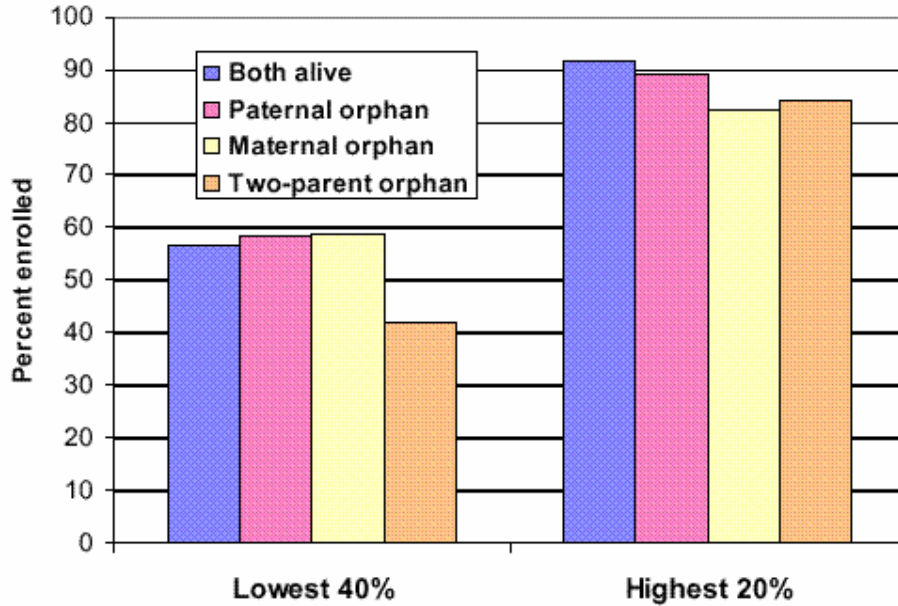 100
90
80
70
60
50
40
30
20
10
0
Percent enrolled
Both alive
Paternal orphan
Maternal orphan
Two-parent orphan
Lowest 40%
Highest 20%